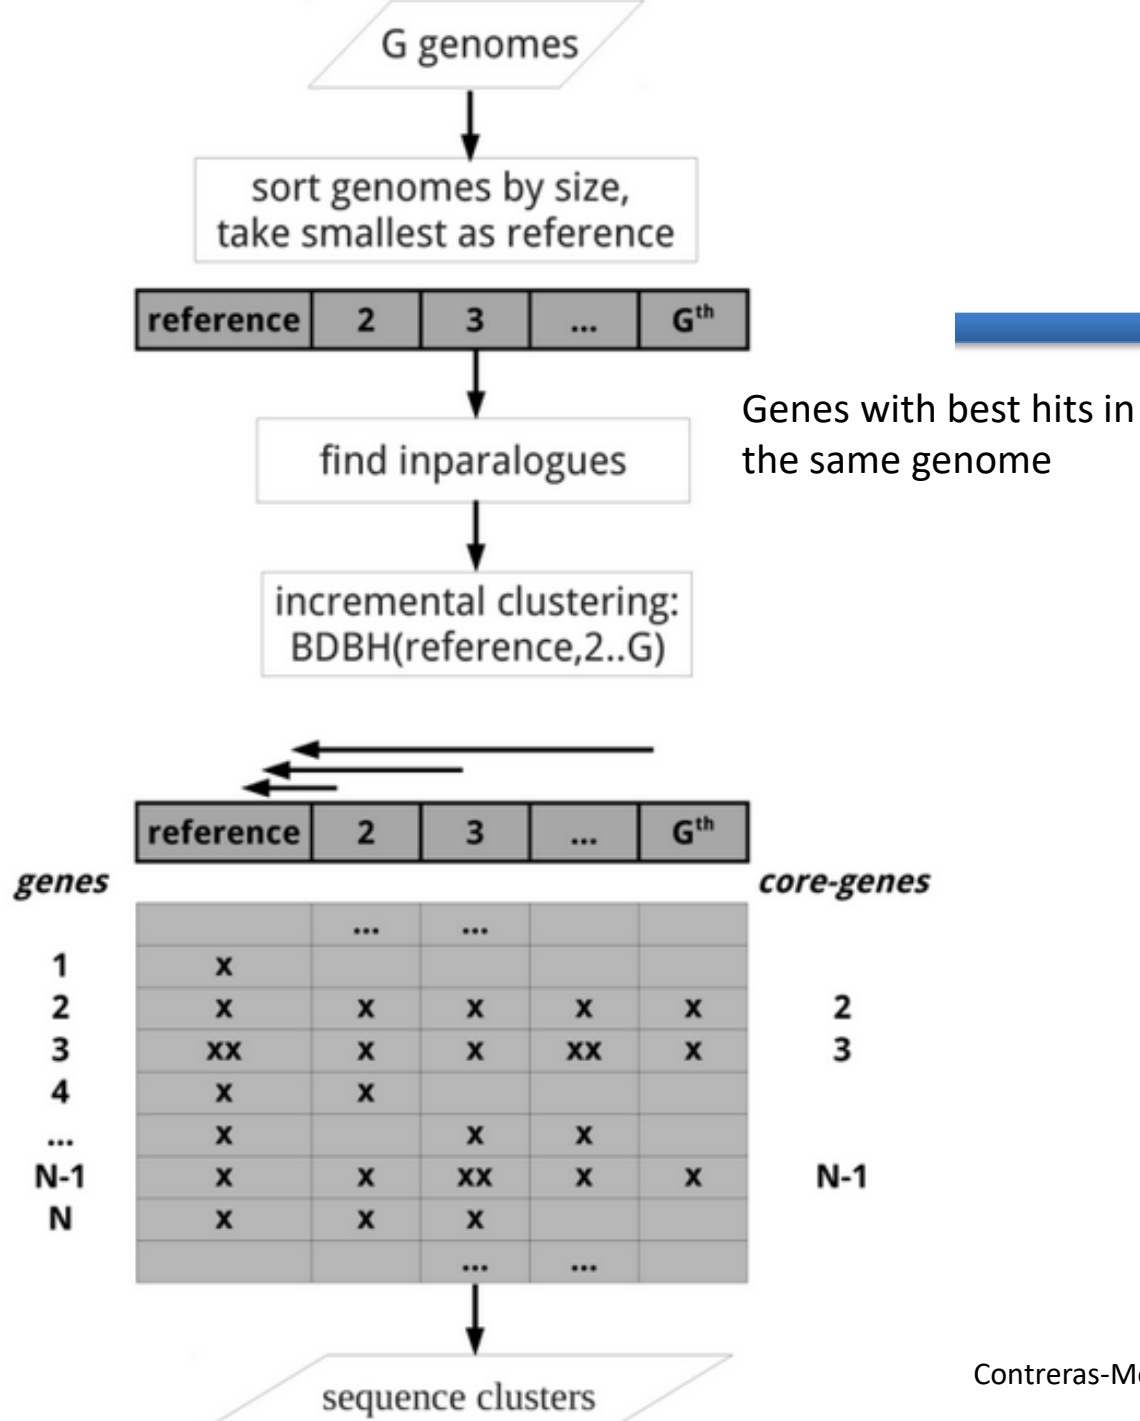 G genomes
sort genomes by size,
take smallest as reference
reference 2 3 ... Gth
find inparalogues
Genes with best hits in
the same genome
incremental clustering:
BDBH(reference,2..G)
reference 2 3 ... Gth
genes core-genes
... ...
1 x
2 x x x x x 2
3 xx x x xx x 3
4 x x
... x x x
N-1 x x xx x x N-1
N x x x
... ...
sequence clusters